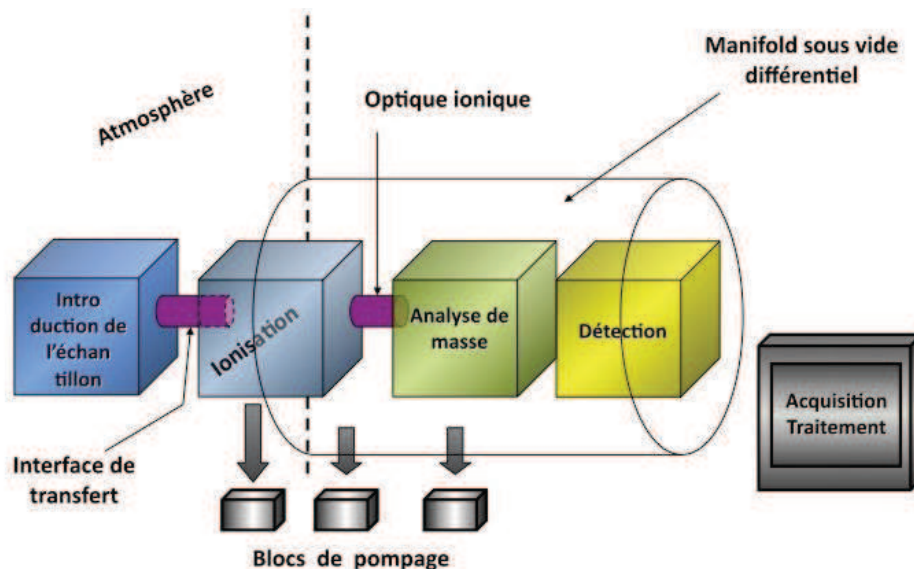 Manifold sous vide
différentiel
Atmosphère
Optique ionique
Intro
duction de
l'échan
tillon
Ionisation
Analyse de
masse
Détection
Acquisition
Traitement
Interface de
transfert
Blocs de pompage